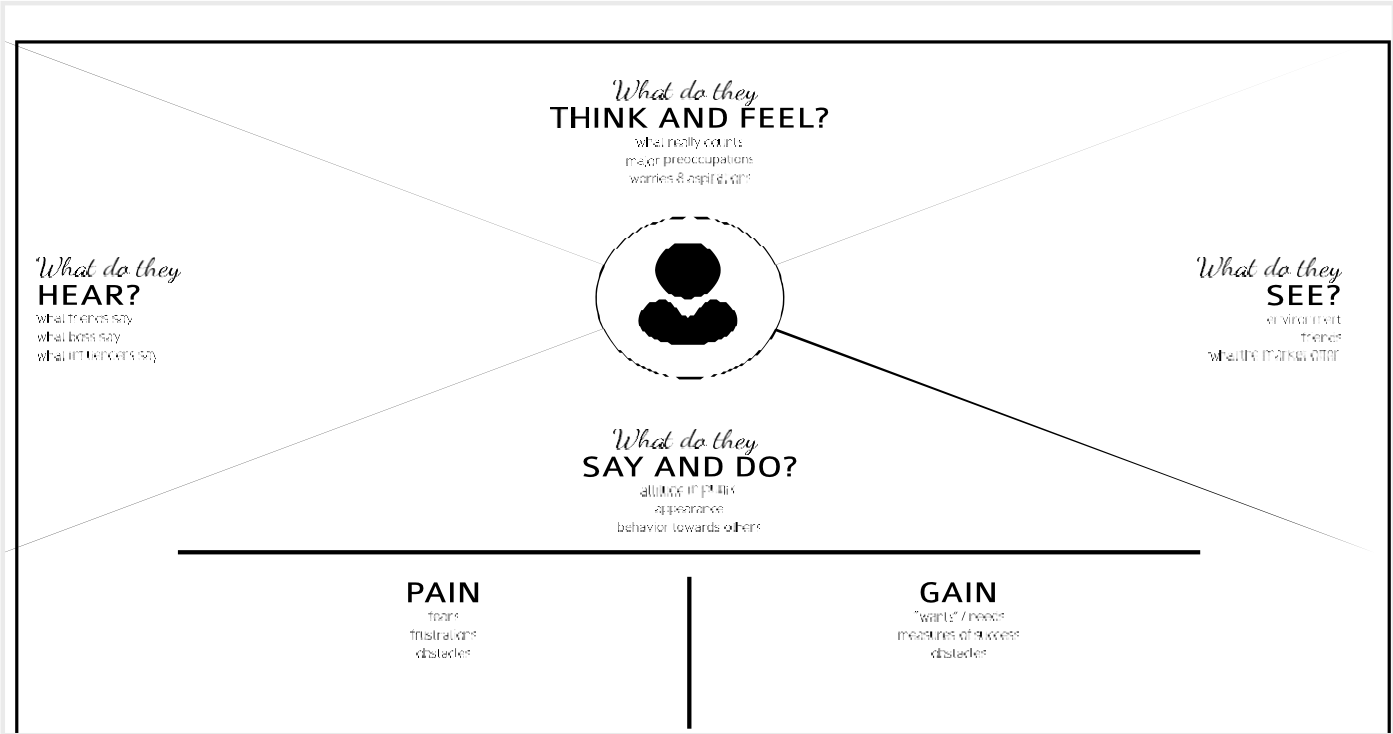 What do they
THINK AND FEEL?
what really counts
major preoccupations
worries & aspirations
What do they
HEAR?
what friends say
what boss say
what influencers say
What do they
SEE?
environment
friends
what the market offer
What do they
SAY AND DO?
attitude in public
appearance
behavior towards others
PAIN
fears
frustrations
obstacles
GAIN
"wants" / needs
measures of success
obstacles